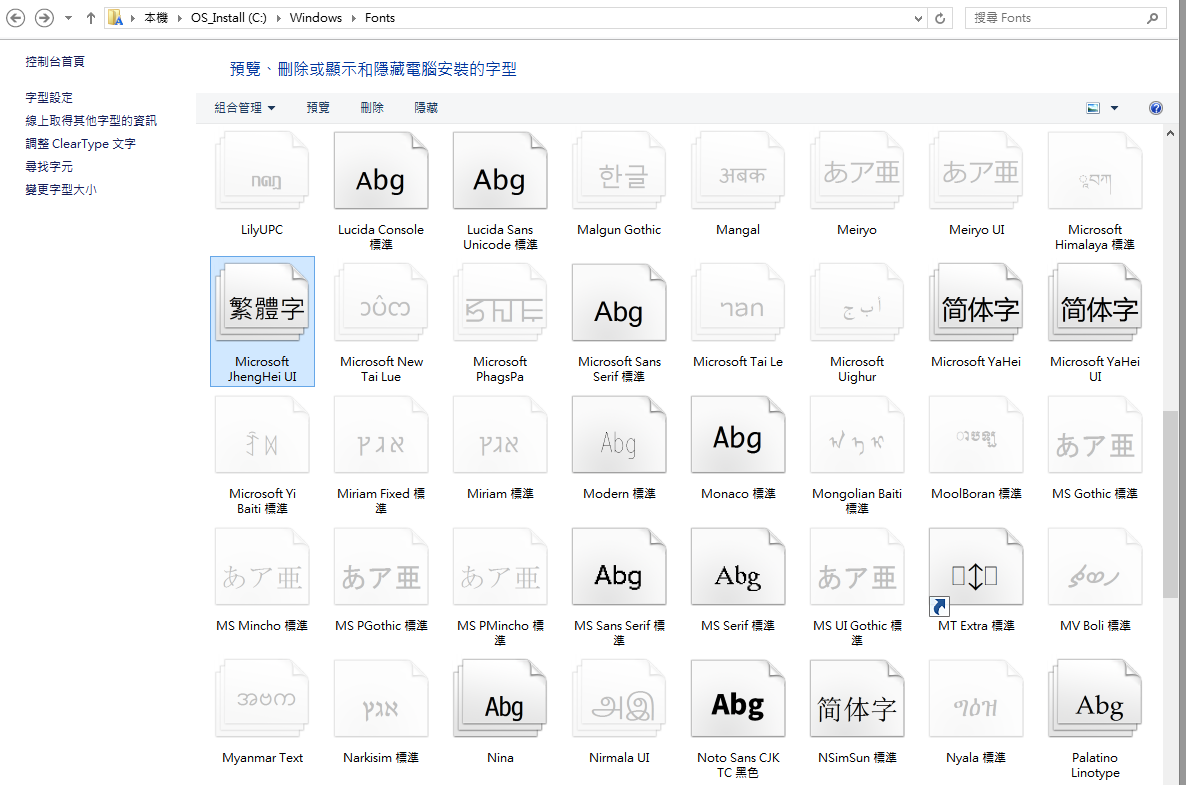 本機 OS_Install (C:) Windows Fonts
搜尋 Fonts
控制台首頁
字型設定
線上取得其他字型的資訊
調整 ClearType 文字
尋找字元
變更字型大小
預覽、刪除或顯示和隱藏電腦安裝的字型
組合管理 預覽 刪除 隱藏
Abg Abg 한글 अबक あア亜 あア亜
LilyUPC
Lucida Console
標準
Lucida Sans
Unicode 標準
Malgun Gothic
Mangal
Meiryo
Meiryo UI
Microsoft
Himalaya 標準
繁體字 Abg أ ب ج 简体字 简体字
Microsoft
JhengHei UI
Microsoft New
Tai Lue
Microsoft
PhagsPa
Microsoft Sans
Serif 標準
Microsoft Tai Le
Microsoft
Uighur
Microsoft YaHei
Microsoft YaHei
UI
אגץ אגץ Abg Abg あア亜
Microsoft Yi
Baiti 標準
Miriam Fixed 標
準
Miriam 標準
Modern 標準
Monaco 標準
Mongolian Baiti
標準
MoolBoran 標準
MS Gothic 標準
あア亜 あア亜 あア亜 Abg Abg あア亜
MS Mincho 標準
MS PGothic 標準
MS PMincho 標
準
MS Sans Serif 標
準
MS Serif 標準
MS UI Gothic 標
準
MT Extra 標準
MV Boli 標準
အဗက אגץ Abg அஇ Abg 简体字 Abg
Myanmar Text
Narkisim 標準
Nina
Nirmala UI
Noto Sans CJK
TC 黑色
NSimSun 標準
Nyala 標準
Palatino
Linotype